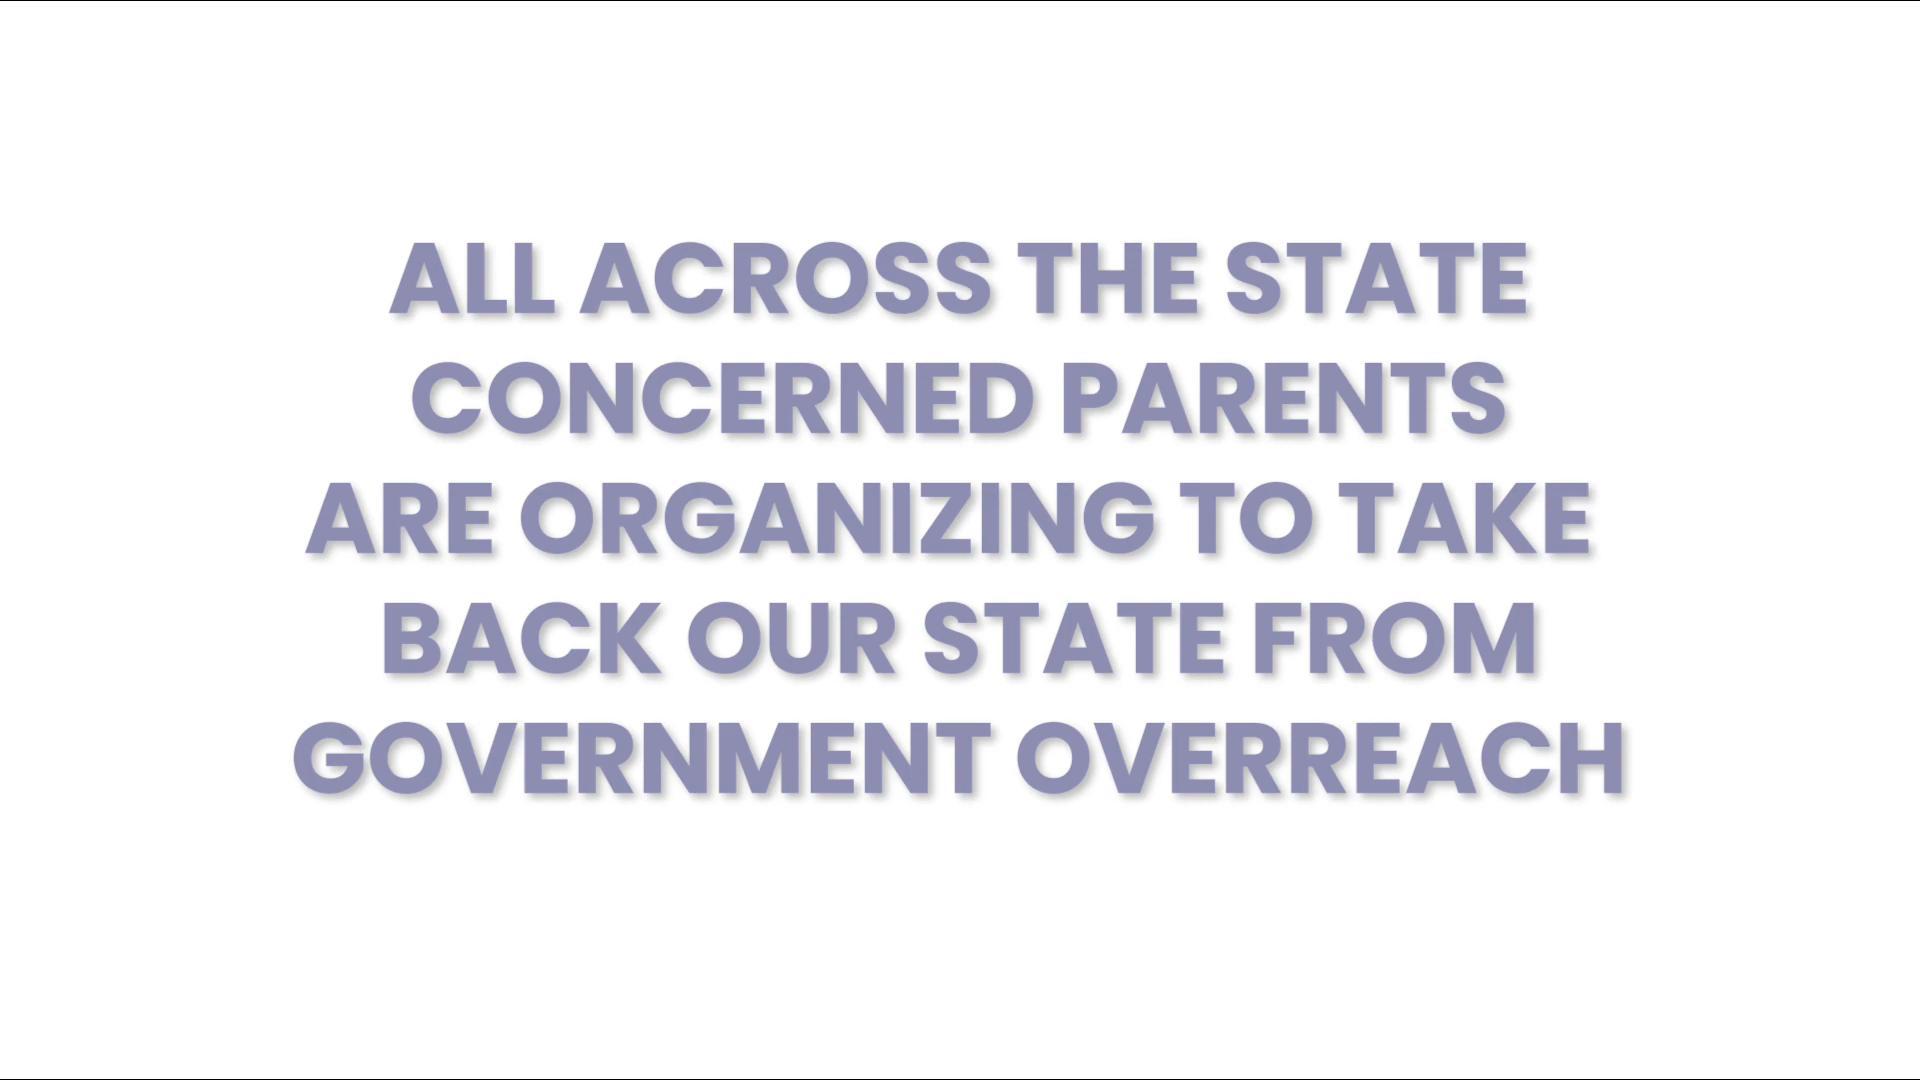 ALL ACROSS THE STATE
CONCERNED PARENTS
ARE ORGANIZING TO TAKE
BACK OUR STATE FROM
GOVERNMENT OVERREACH